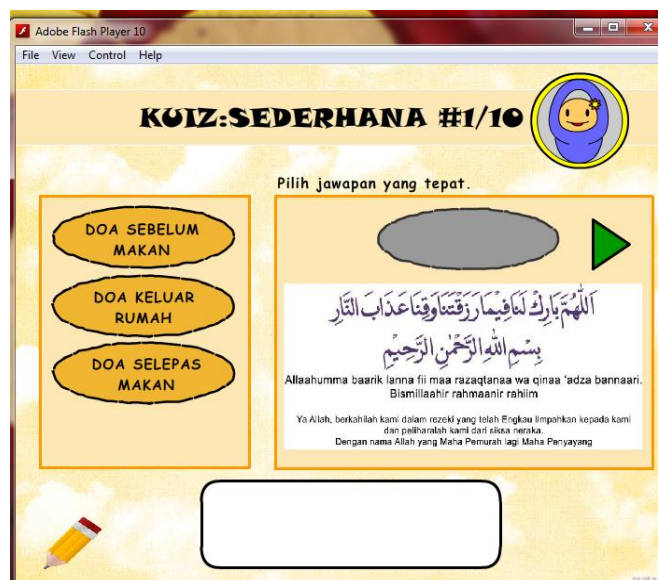 Adobe Flash Player 10
File View Control Help
KUIZ:SEDERHANA #1/10
Pilih jawapan yang tepat.
DOA SEBELUM
MAKAN
DOA KELUAR
RUMAH
DOA SELEPAS
MAKAN
اَللّٰهُمَّ بَارِكْ لَنَا فِيْمَا رَزَقْتَنَا وَقِنَا عَذَابَ النَّارِ
بِسْمِ اللهِ الرَّحْمٰنِ الرَّحِيْمِ
Allaahumma baarik lanna fii maa razaqtanaa wa qinaa 'adza bannaari.
Bismillaahir rahmaanir rahiim
Ya Allah, berkahilah kami dalam rezeki yang telah Engkau limpahkan kepada kami
dan peliharalah kami dari siksa neraka.
Dengan nama Allah yang Maha Pemurah lagi Maha Penyayang